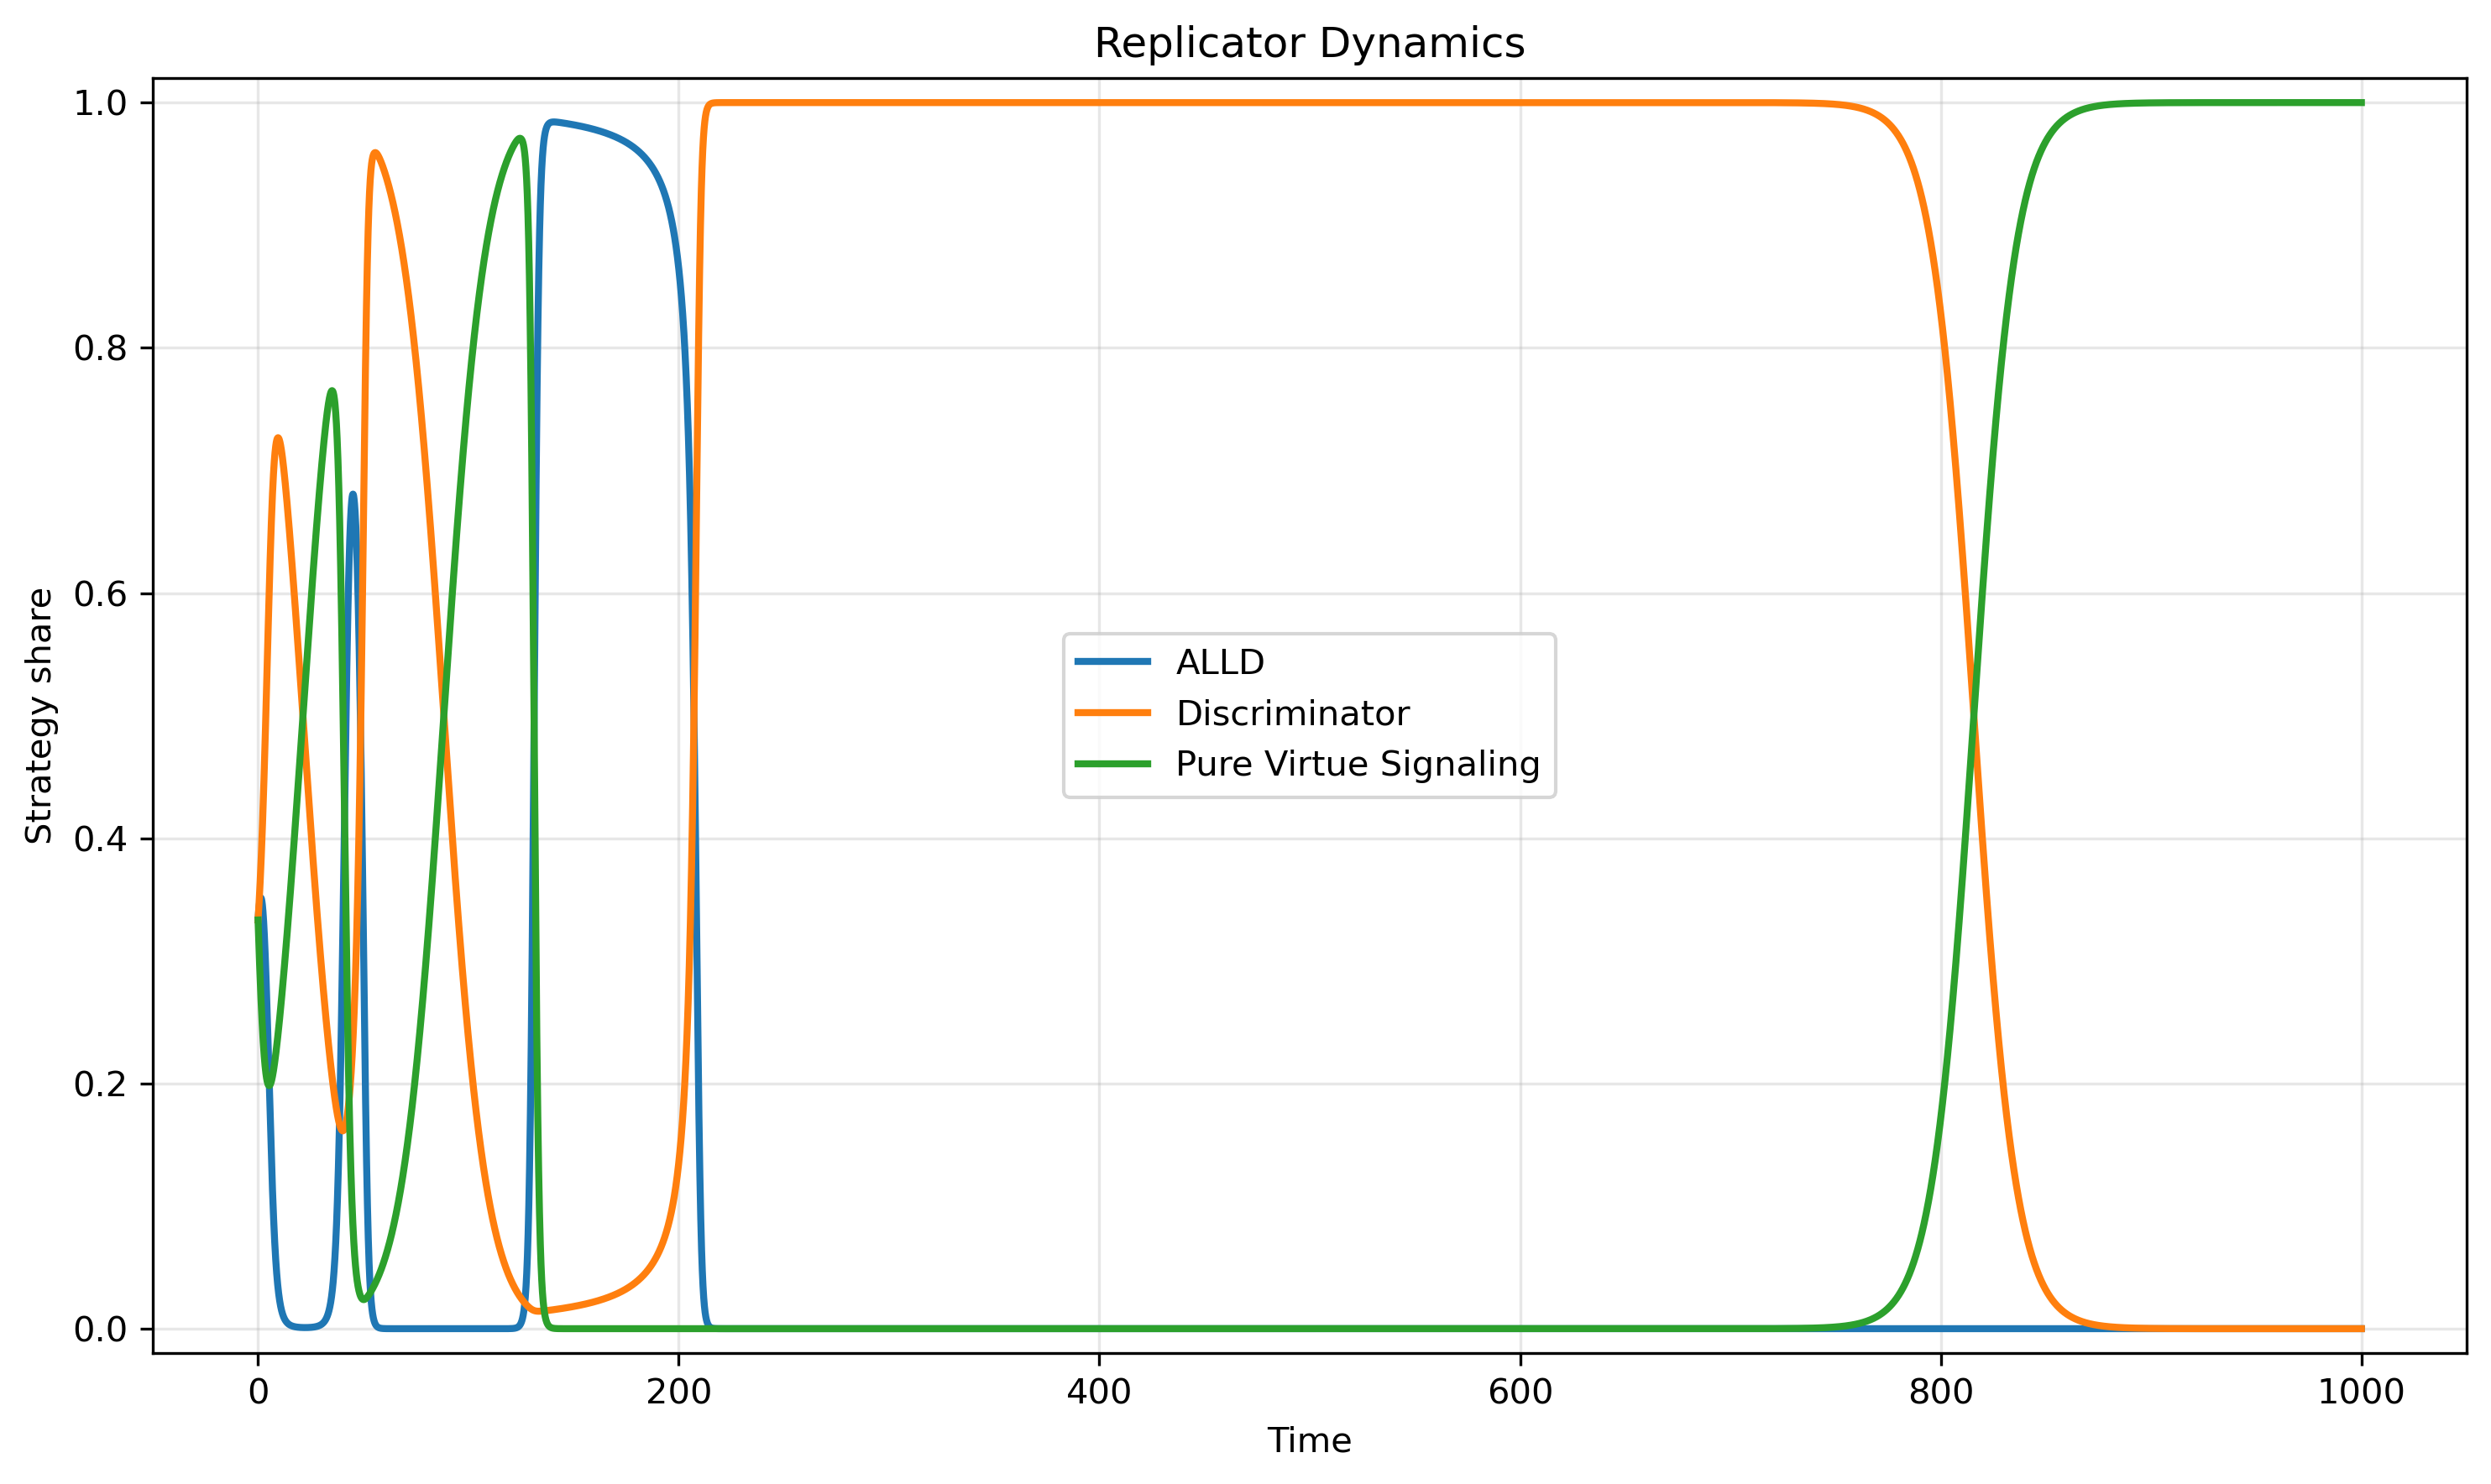 Replicator Dynamics
1.0
0.8
0.6
0.4
0.2
0.0
Strategy share
ALLD
Discriminator
Pure Virtue Signaling
0 200 400 600 800 1000
Time